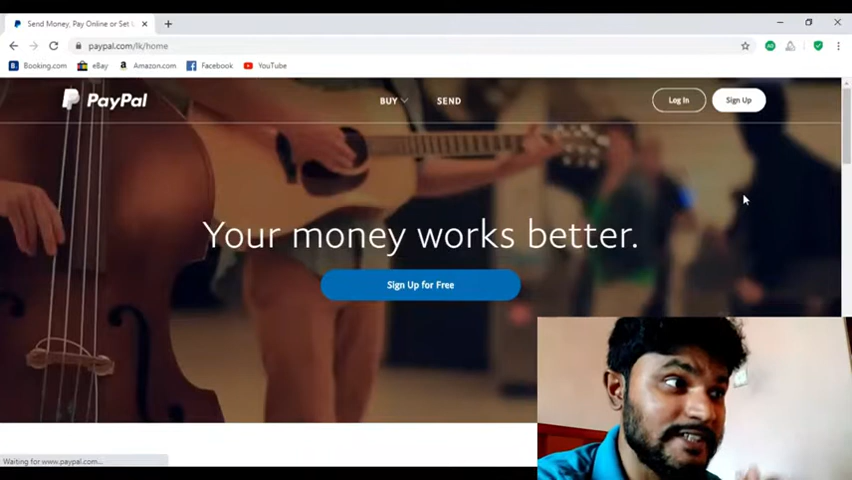 Send Money, Pay Online or Set U
paypal.com/lk/home
Booking.com eBay Amazon.com Facebook YouTube
PayPal BUY SEND Log In Sign Up
Your money works better.
Sign Up for Free
Waiting for www.paypal.com...